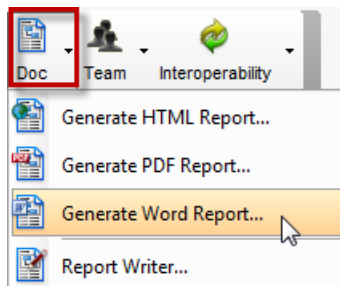 Doc Team Interoperability
Generate HTML Report...
Generate PDF Report...
Generate Word Report...
Report Writer...